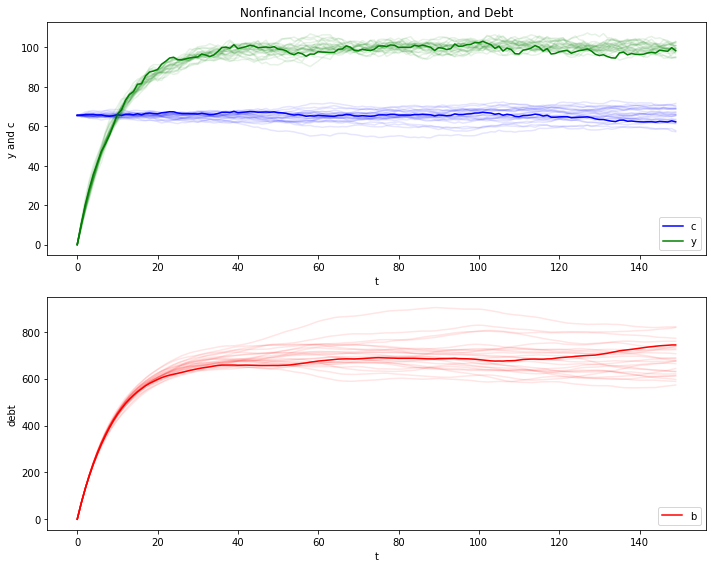 Nonfinancial Income, Consumption, and Debt
100
80
60
40
20
0
y and c
c
y
0 20 40 60 80 100 120 140
t
800
600
400
200
0
debt
b
0 20 40 60 80 100 120 140
t